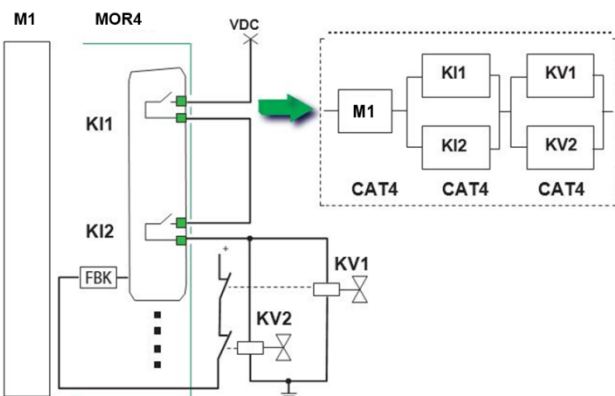 M1
MOR4
VDC
KI1
KI2
FBK
+
KV1
KV2
M1
KI1
KI2
KV1
KV2
CAT4 CAT4 CAT4